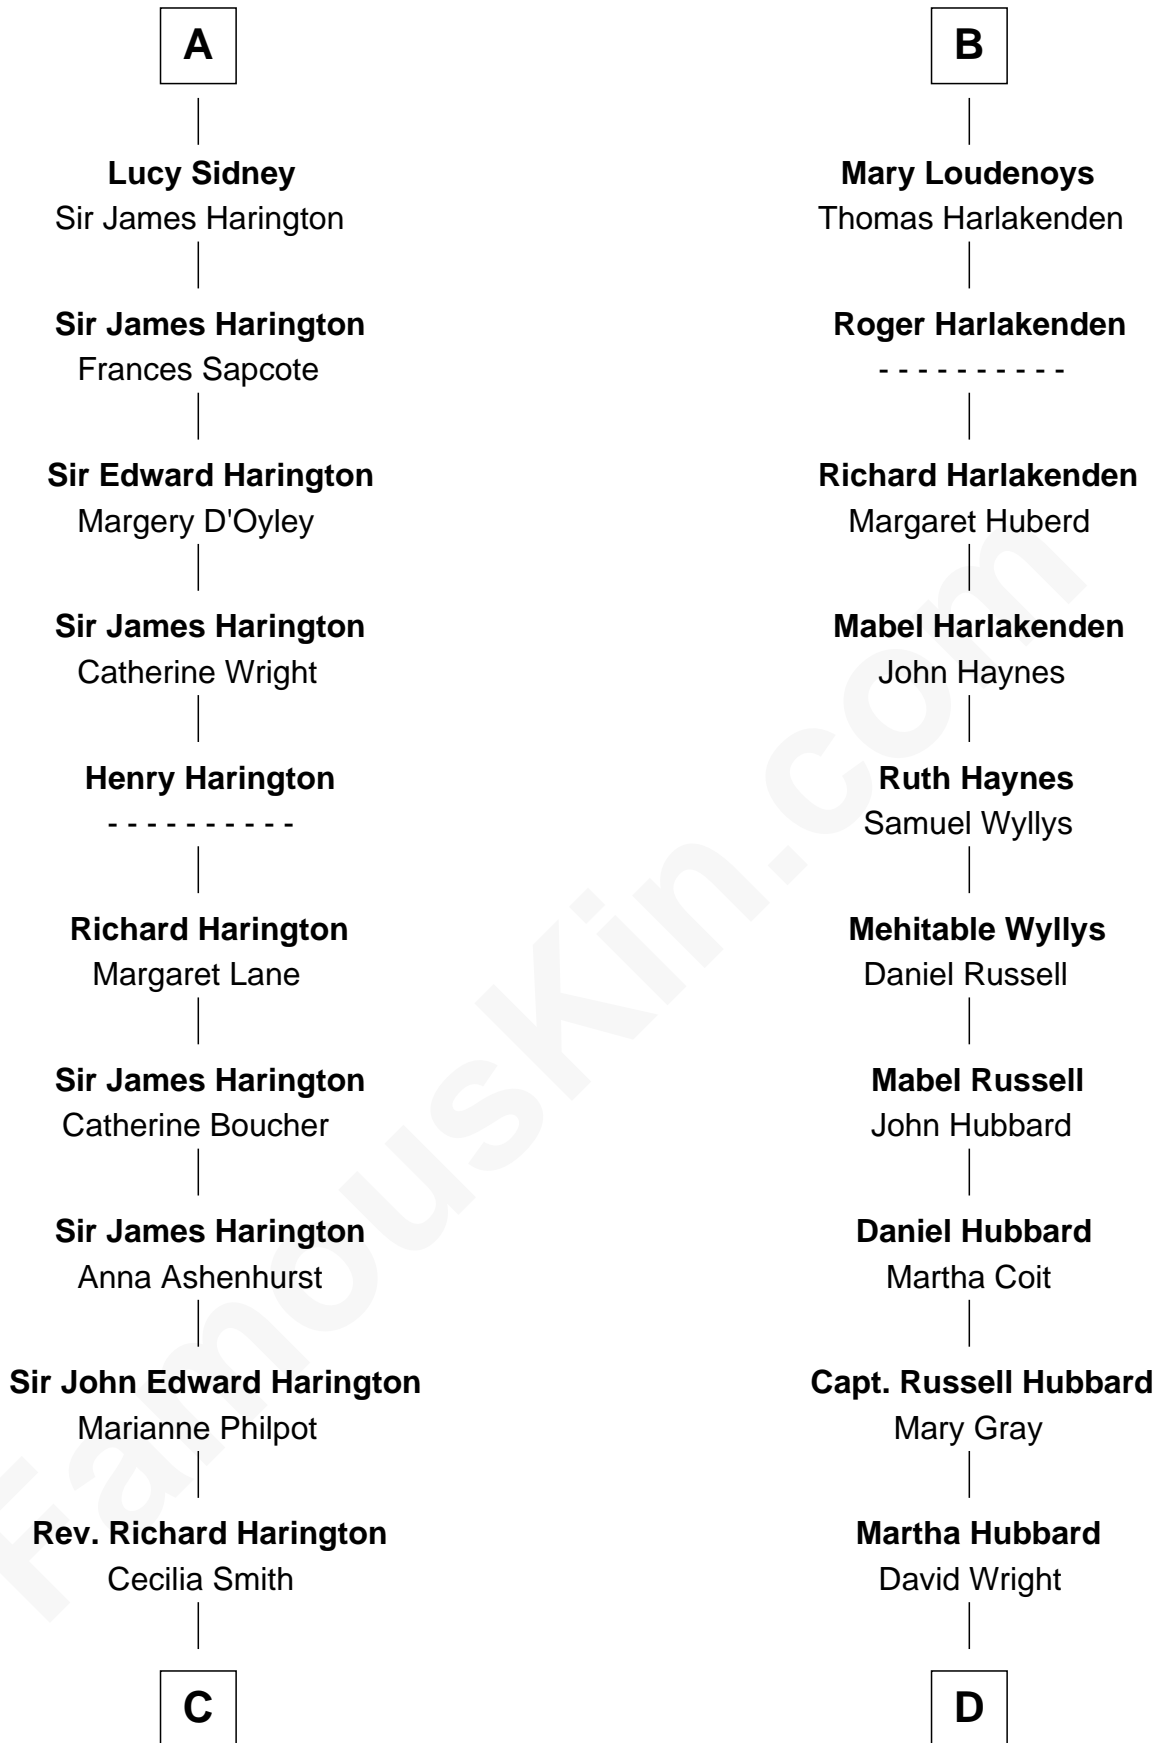 A
Lucy Sidney
Sir James Harington
Sir James Harington
Frances Sapcote
Sir Edward Harington
Margery D'Oyley
Sir James Harington
Catherine Wright
Henry Harington
- - - - - - - - - -
Richard Harington
Margaret Lane
Sir James Harington
Catherine Boucher
Sir James Harington
Anna Ashenhurst
Sir John Edward Harington
Marianne Philpot
Rev. Richard Harington
Cecilia Smith
C
B
Mary Loudenoys
Thomas Harlakenden
Roger Harlakenden
- - - - - - - - - -
Richard Harlakenden
Margaret Huberd
Mabel Harlakenden
John Haynes
Ruth Haynes
Samuel Wyllys
Mehitable Wyllys
Daniel Russell
Mabel Russell
John Hubbard
Daniel Hubbard
Martha Coit
Capt. Russell Hubbard
Mary Gray
Martha Hubbard
David Wright
D
FamousKin.com